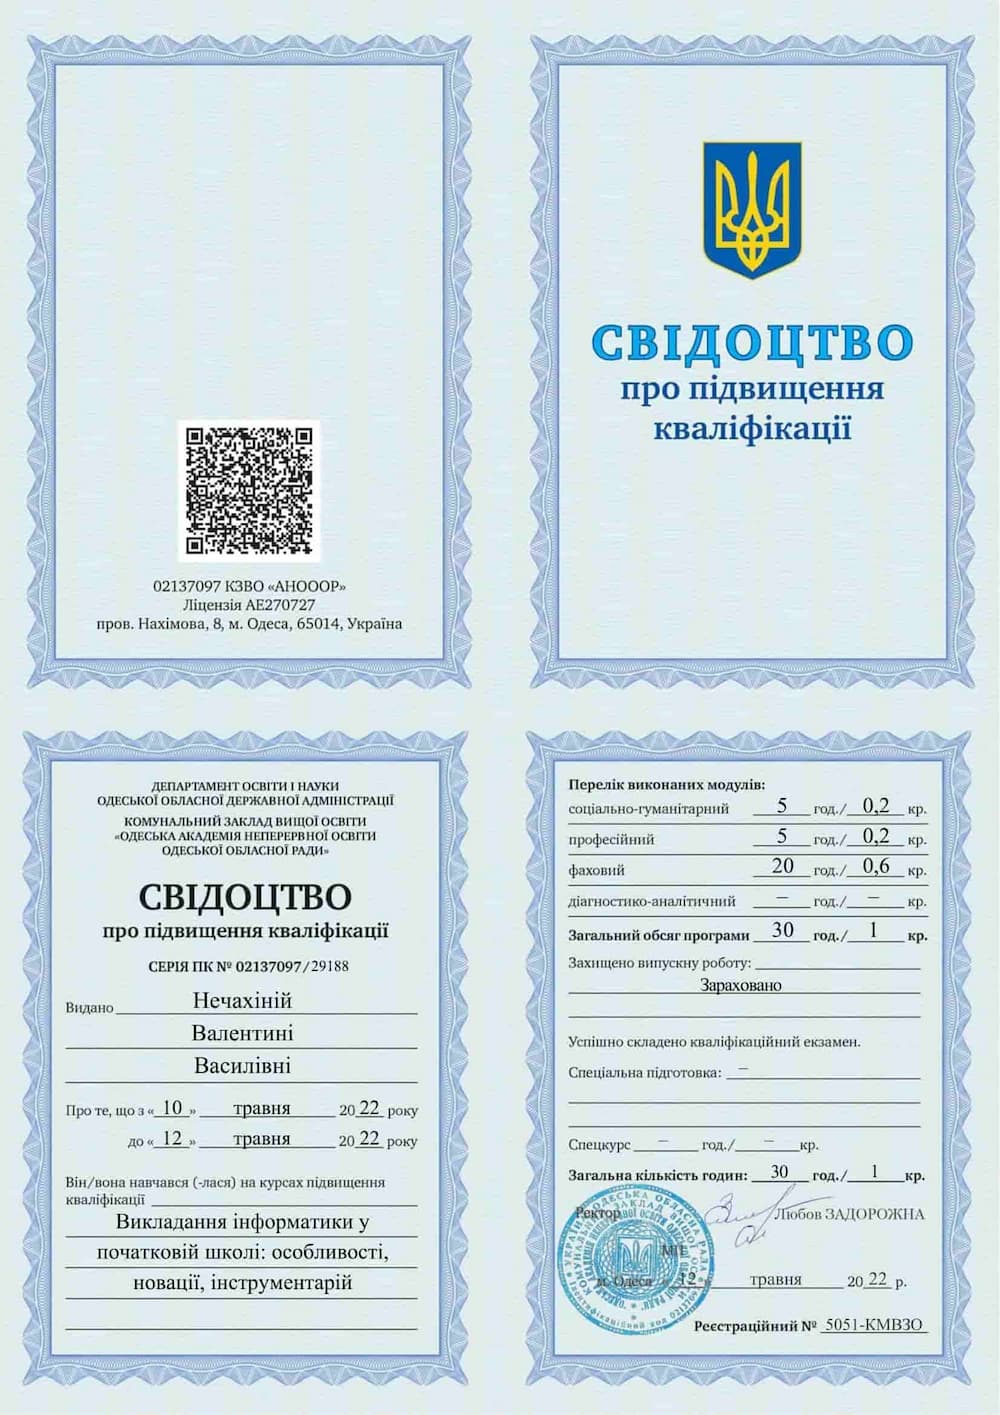 02137097 КЗВО «АНОООР»
Ліцензія АЕ270727
пров. Нахімова, 8, м. Одеса, 65014, Україна
СВІДОЦТВО
про підвищення
кваліфікації
ДЕПАРТАМЕНТ ОСВІТИ І НАУКИ
ОДЕСЬКОЇ ОБЛАСНОЇ ДЕРЖАВНОЇ АДМІНІСТРАЦІЇ
КОМУНАЛЬНИЙ ЗАКЛАД ВИЩОЇ ОСВІТИ
«ОДЕСЬКА АКАДЕМІЯ НЕПЕРЕРВНОЇ ОСВІТИ
ОДЕСЬКОЇ ОБЛАСНОЇ РАДИ»
СВІДОЦТВО
про підвищення кваліфікації
СЕРІЯ ПК № 02137097/29188
Видано Нечахіній
Валентині
Василівні
Про те, що з «10» травня 2022 року
до «12» травня 2022 року
Він/вона навчався (-лася) на курсах підвищення
кваліфікації
Викладання інформатики у
початковій школі: особливості,
новації, інструментарій
Перелік виконаних модулів:
соціально-гуманітарний 5 год./ 0,2 кр.
професійний 5 год./ 0,2 кр.
фаховий 20 год./ 0,6 кр.
діагностико-аналітичний – год./ – кр.
Загальний обсяг програми 30 год./ 1 кр.
Захищено випускну роботу:
Зараховано
Успішно складено кваліфікаційний екзамен.
Спеціальна підготовка: –
Спецкурс – год./ – кр.
Загальна кількість годин: 30 год./ 1 кр.
Ректор Любов ЗАДОРОЖНА
МП
м. Одеса «12» травня 2022 р.
Реєстраційний № 5051-КМВЗО